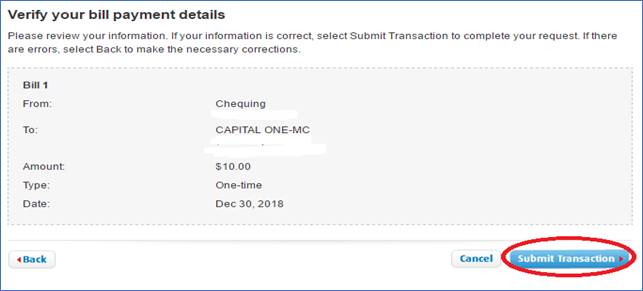 Verify your bill payment details
Please review your information. If your information is correct, select Submit Transaction to complete your request. If there
are errors, select Back to make the necessary corrections.
Bill 1
From: Chequing
To: CAPITAL ONE-MC
Amount: $10.00
Type: One-time
Date: Dec 30, 2018
Back Cancel Submit Transaction